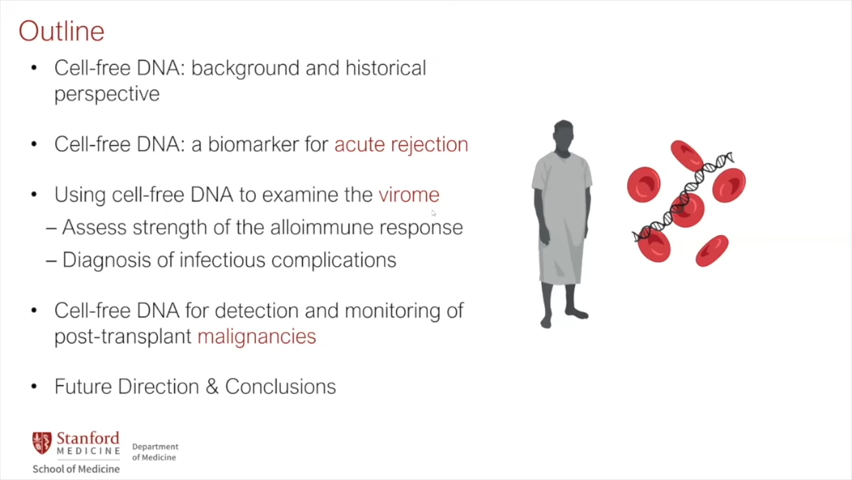 Outline
• Cell-free DNA: background and historical
perspective
• Cell-free DNA: a biomarker for acute rejection
• Using cell-free DNA to examine the virome
– Assess strength of the alloimmune response
– Diagnosis of infectious complications
• Cell-free DNA for detection and monitoring of
post-transplant malignancies
• Future Direction & Conclusions
Stanford
MEDICINE
School of Medicine
Department
of Medicine